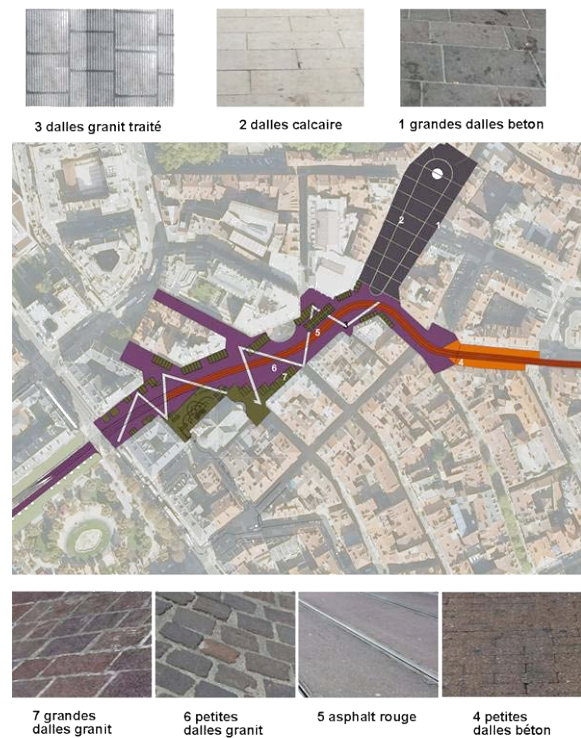 3 dalles granit traité
2 dalles calcaire
1 grandes dalles beton
2
1
5
6
7
4
7 grandes
dalles granit
6 petites
dalles granit
5 asphalt rouge
4 petites
dalles béton